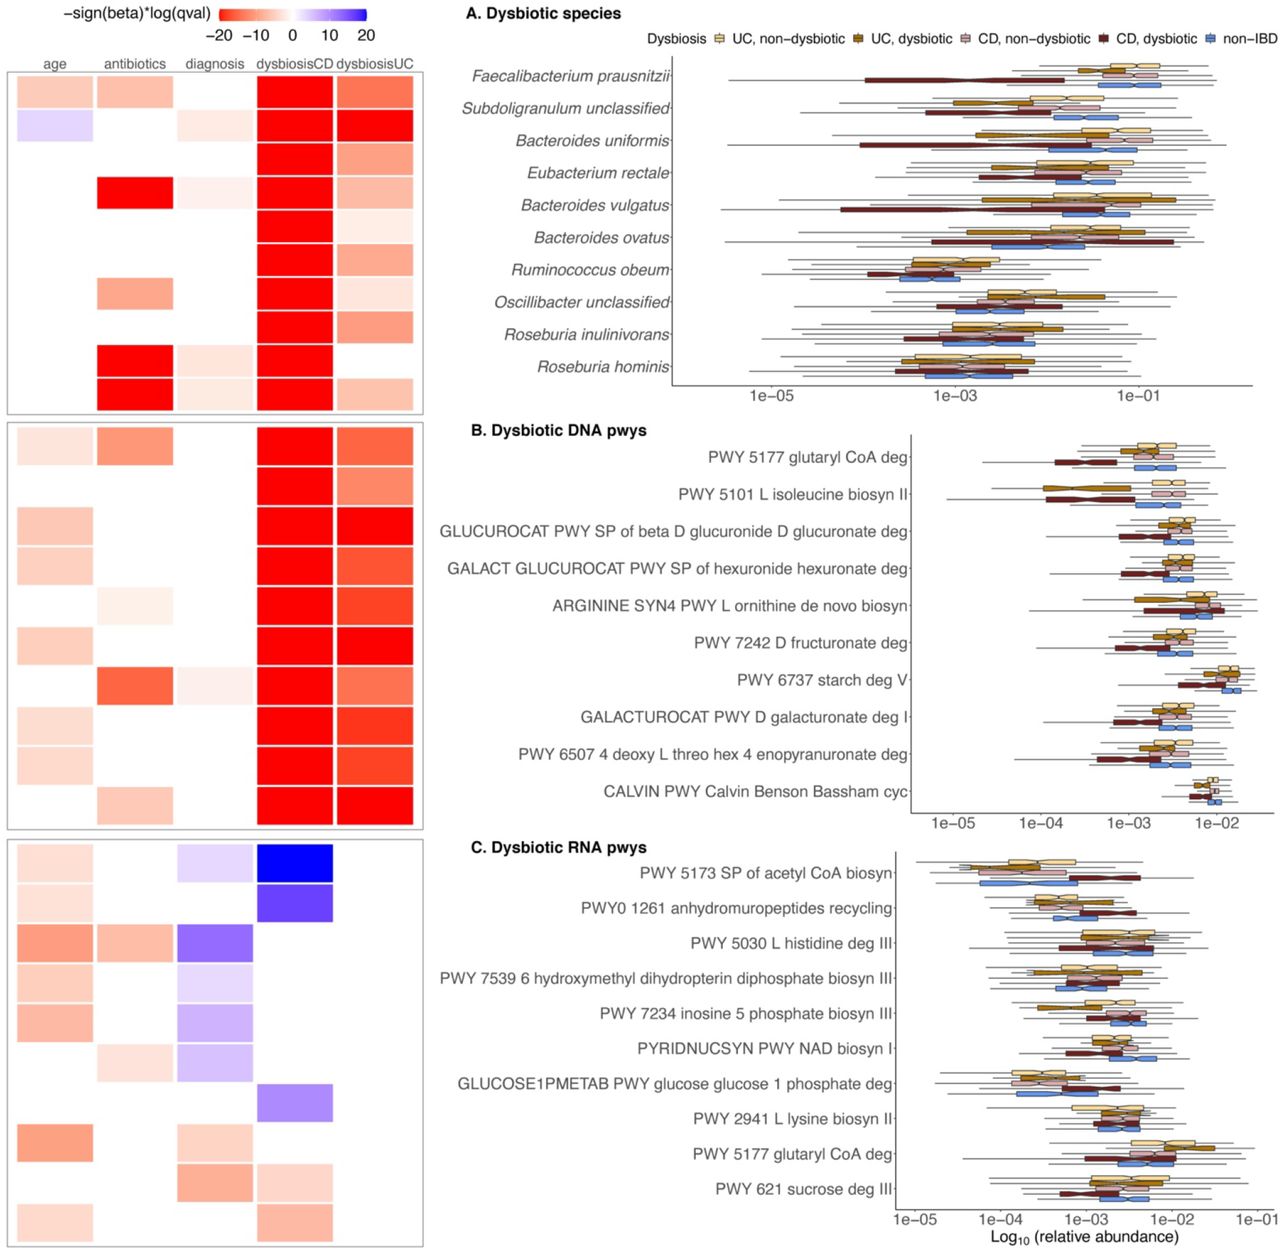 −sign(beta)*log(qval)
−20 −10 0 10 20
age antibiotics diagnosis dysbiosisCD dysbiosisUC
A. Dysbiotic species
Dysbiosis UC, non−dysbiotic UC, dysbiotic CD, non−dysbiotic CD, dysbiotic non−IBD
Faecalibacterium prausnitzii
Subdoligranulum unclassified
Bacteroides uniformis
Eubacterium rectale
Bacteroides vulgatus
Bacteroides ovatus
Ruminococcus obeum
Oscillibacter unclassified
Roseburia inulinivorans
Roseburia hominis
1e−05 1e−03 1e−01
B. Dysbiotic DNA pwys
PWY 5177 glutaryl CoA deg
PWY 5101 L isoleucine biosyn II
GLUCUROCAT PWY SP of beta D glucuronide D glucuronate deg
GALACT GLUCUROCAT PWY SP of hexuronide hexuronate deg
ARGININE SYN4 PWY L ornithine de novo biosyn
PWY 7242 D fructuronate deg
PWY 6737 starch deg V
GALACTUROCAT PWY D galacturonate deg I
PWY 6507 4 deoxy L threo hex 4 enopyranuronate deg
CALVIN PWY Calvin Benson Bassham cyc
1e−05 1e−04 1e−03 1e−02
C. Dysbiotic RNA pwys
PWY 5173 SP of acetyl CoA biosyn
PWY0 1261 anhydromuropeptides recycling
PWY 5030 L histidine deg III
PWY 7539 6 hydroxymethyl dihydropterin diphosphate biosyn III
PWY 7234 inosine 5 phosphate biosyn III
PYRIDNUCSYN PWY NAD biosyn I
GLUCOSE1PMETAB PWY glucose glucose 1 phosphate deg
PWY 2941 L lysine biosyn II
PWY 5177 glutaryl CoA deg
PWY 621 sucrose deg III
1e−05 1e−04 1e−03 1e−02 1e−01
Log₁₀ (relative abundance)